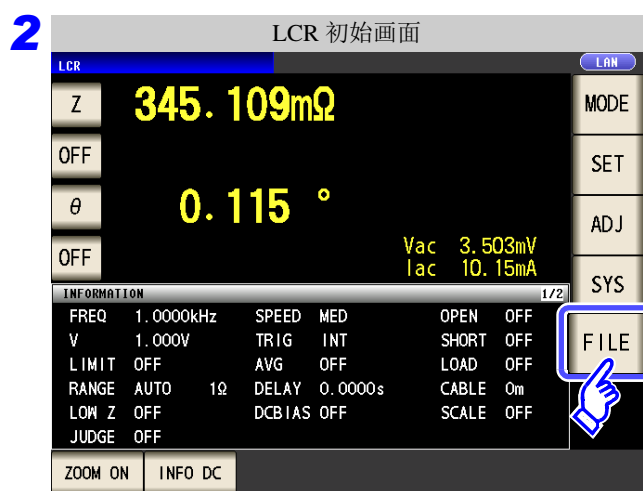 2
LCR 初始画面
LCR
LAN
Z 345.109mΩ
MODE
OFF
SET
θ 0.115 °
ADJ
OFF
Vac 3.503mV
Iac 10.15mA
SYS
INFORMATION 1/2
FREQ 1.0000kHz SPEED MED OPEN OFF
V 1.000V TRIG INT SHORT OFF
FILE
LIMIT OFF AVG OFF LOAD OFF
RANGE AUTO 1Ω DELAY 0.0000s CABLE 0m
LOW Z OFF DCBIAS OFF SCALE OFF
JUDGE OFF
ZOOM ON INFO DC